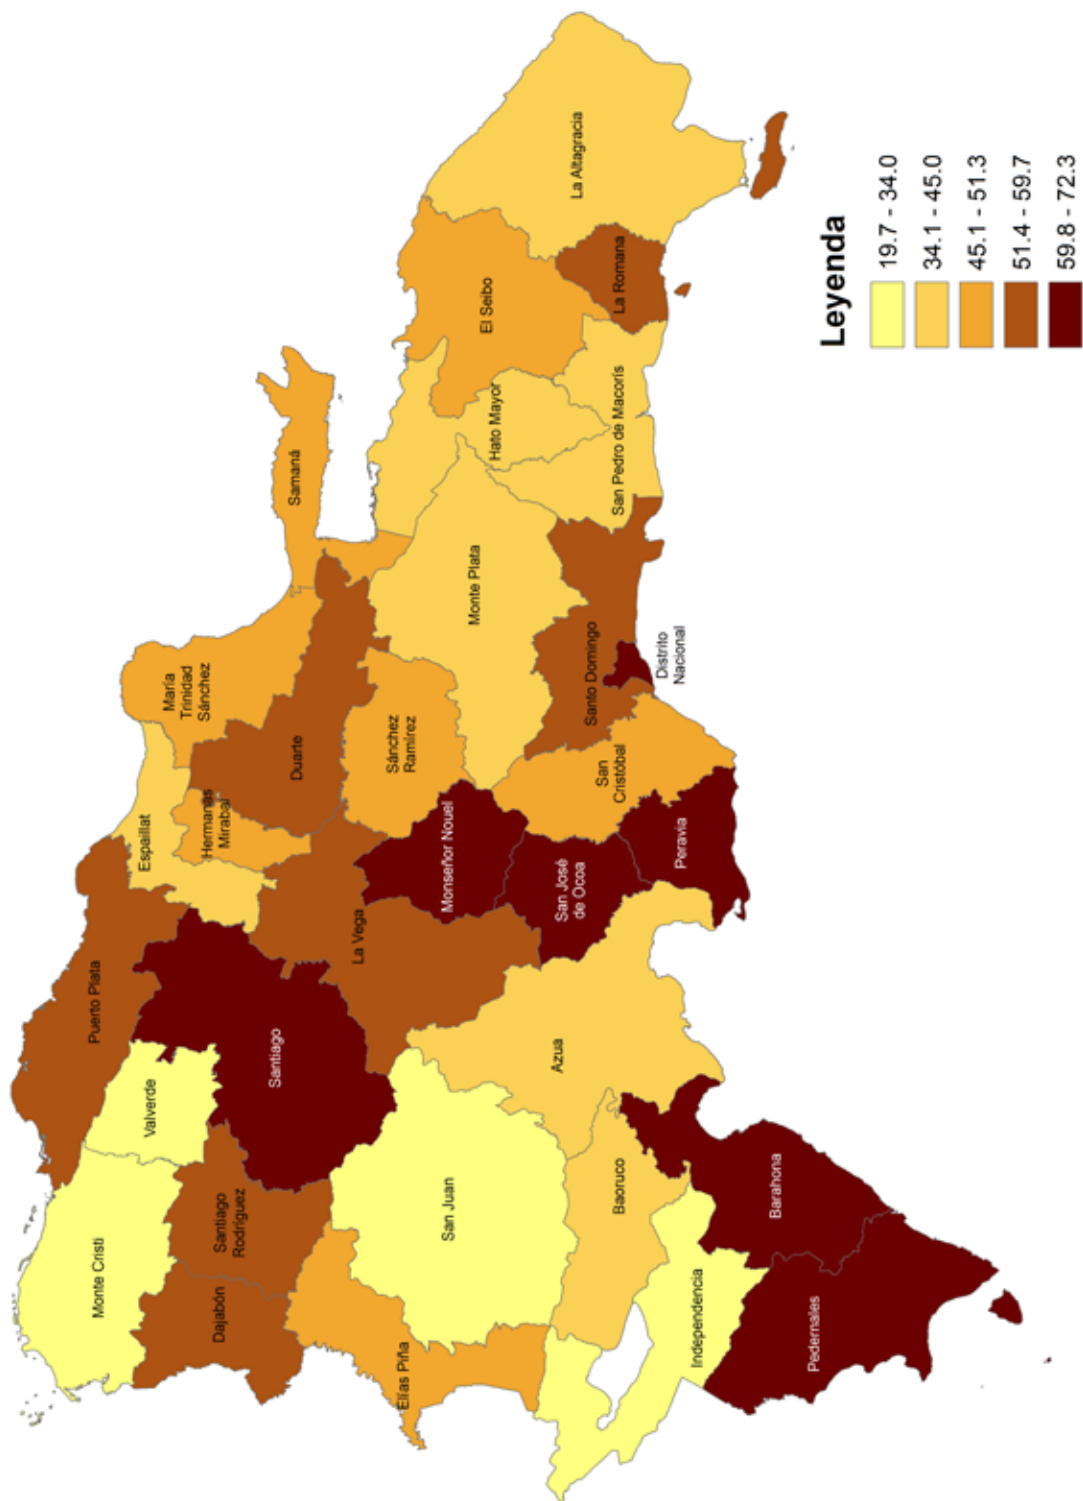 Puerto Plata
Monte Cristi
Valverde
Espaillat
María
Trinidad
Sánchez
Hermanas
Mirabal
Dajabón
Santiago
Rodríguez
Santiago
Duarte
Samaná
La Vega
Sánchez
Ramírez
Elías Piña
San Juan
Monseñor Nouel
Monte Plata
Hato Mayor
El Seibo
La Altagracia
Azua
San José
de Ocoa
San
Cristóbal
Santo Domingo
San Pedro de Macorís
La Romana
Baoruco
Peravia
Distrito
Nacional
Independencia
Barahona
Pedernales
Leyenda
19.7 - 34.0
34.1 - 45.0
45.1 - 51.3
51.4 - 59.7
59.8 - 72.3